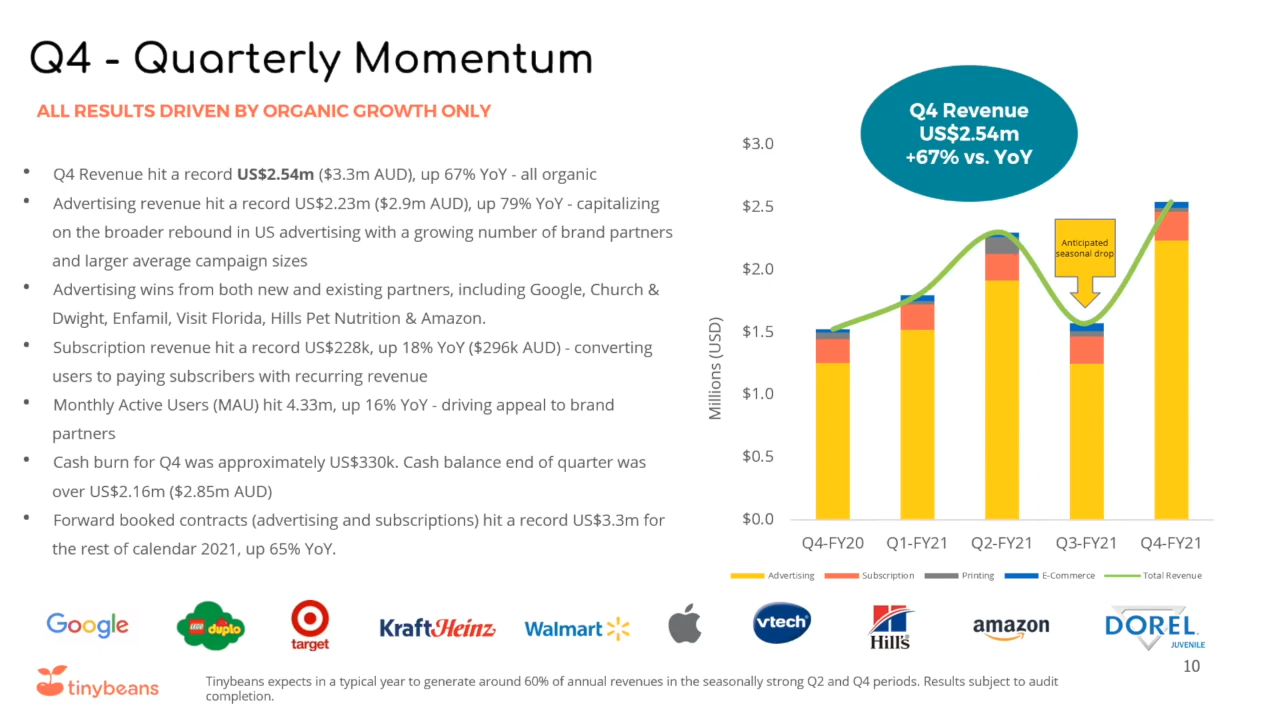 Q4 - Quarterly Momentum
ALL RESULTS DRIVEN BY ORGANIC GROWTH ONLY
• Q4 Revenue hit a record US$2.54m ($3.3m AUD), up 67% YoY - all organic
• Advertising revenue hit a record US$2.23m ($2.9m AUD), up 79% YoY - capitalizing
on the broader rebound in US advertising with a growing number of brand partners
and larger average campaign sizes
• Advertising wins from both new and existing partners, including Google, Church &
Dwight, Enfamil, Visit Florida, Hills Pet Nutrition & Amazon.
• Subscription revenue hit a record US$228k, up 18% YoY ($296k AUD) - converting
users to paying subscribers with recurring revenue
• Monthly Active Users (MAU) hit 4.33m, up 16% YoY - driving appeal to brand
partners
• Cash burn for Q4 was approximately US$330k. Cash balance end of quarter was
over US$2.16m ($2.85m AUD)
• Forward booked contracts (advertising and subscriptions) hit a record US$3.3m for
the rest of calendar 2021, up 65% YoY.
Q4 Revenue
US$2.54m
+67% vs. YoY
Millions (USD)
$3.0
$2.5
$2.0
$1.5
$1.0
$0.5
$0.0
Anticipated
seasonal drop
Q4-FY20 Q1-FY21 Q2-FY21 Q3-FY21 Q4-FY21
Advertising Subscription Printing E-Commerce Total Revenue
Google LEGO duplo target Kraft Heinz Walmart vtech HILL'S amazon DOREL JUVENILE
10
tinybeans
Tinybeans expects in a typical year to generate around 60% of annual revenues in the seasonally strong Q2 and Q4 periods. Results subject to audit
completion.